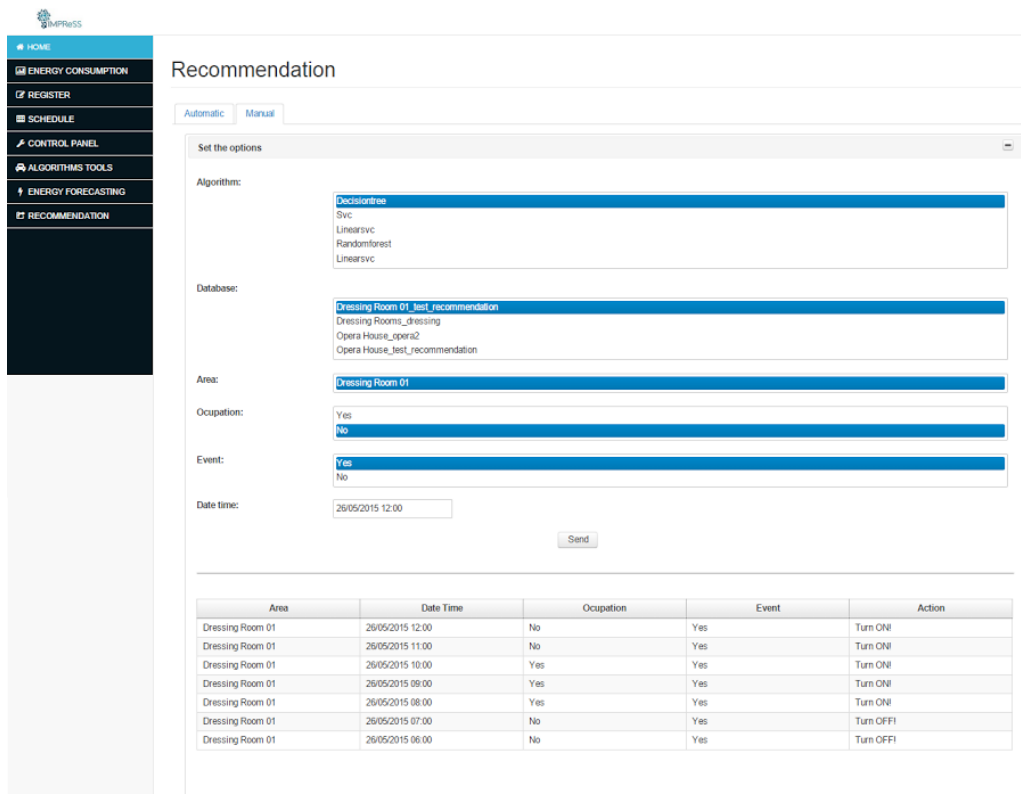 IMPReSS
HOME
ENERGY CONSUMPTION
REGISTER
SCHEDULE
CONTROL PANEL
ALGORITHMS TOOLS
ENERGY FORECASTING
RECOMMENDATION
Recommendation
Automatic Manual
Set the options
Algorithm:
Decisiontree
Svc
Linearsvc
Randomforest
Linearsvc
Database:
Dressing Room 01_test_recommendation
Dressing Rooms_dressing
Opera House_opera2
Opera House_test_recommendation
Area:
Dressing Room 01
Ocupation:
Yes
No
Event:
Yes
No
Date time:
26/05/2015 12:00
Send
Area Date Time Ocupation Event Action
Dressing Room 01 26/05/2015 12:00 No Yes Turn ON!
Dressing Room 01 26/05/2015 11:00 No Yes Turn ON!
Dressing Room 01 26/05/2015 10:00 Yes Yes Turn ON!
Dressing Room 01 26/05/2015 09:00 Yes Yes Turn ON!
Dressing Room 01 26/05/2015 08:00 Yes Yes Turn ON!
Dressing Room 01 26/05/2015 07:00 No Yes Turn OFF!
Dressing Room 01 26/05/2015 06:00 No Yes Turn OFF!